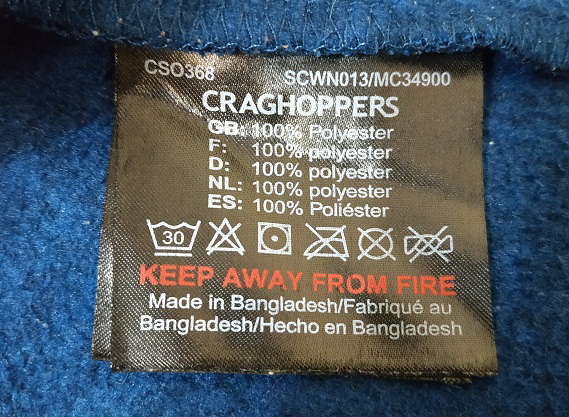 CSO368 SCWN013/MC34900
CRAGHOPPERS
GB: 100% Polyester
F: 100% polyester
D: 100% polyester
NL: 100% polyester
ES: 100% Poliéster
30
KEEP AWAY FROM FIRE
Made in Bangladesh/Fabriqué au
Bangladesh/Hecho en Bangladesh